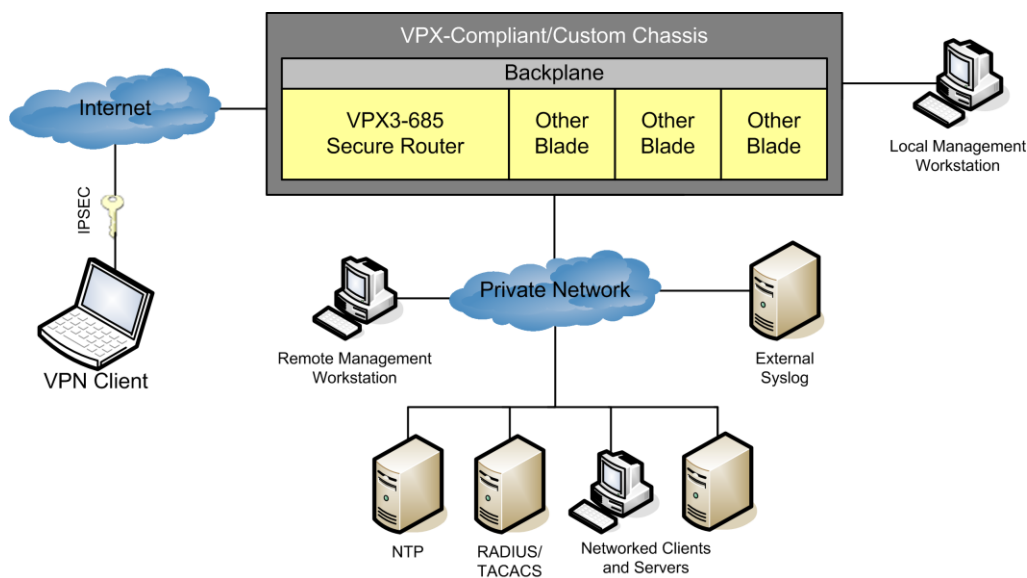 VPX-Compliant/Custom Chassis
Backplane
Internet
VPX3-685
Secure Router
Other
Blade
Other
Blade
Other
Blade
Local Management
Workstation
IPSEC
VPN Client
Private Network
Remote Management
Workstation
External
Syslog
NTP
RADIUS/
TACACS
Networked Clients
and Servers